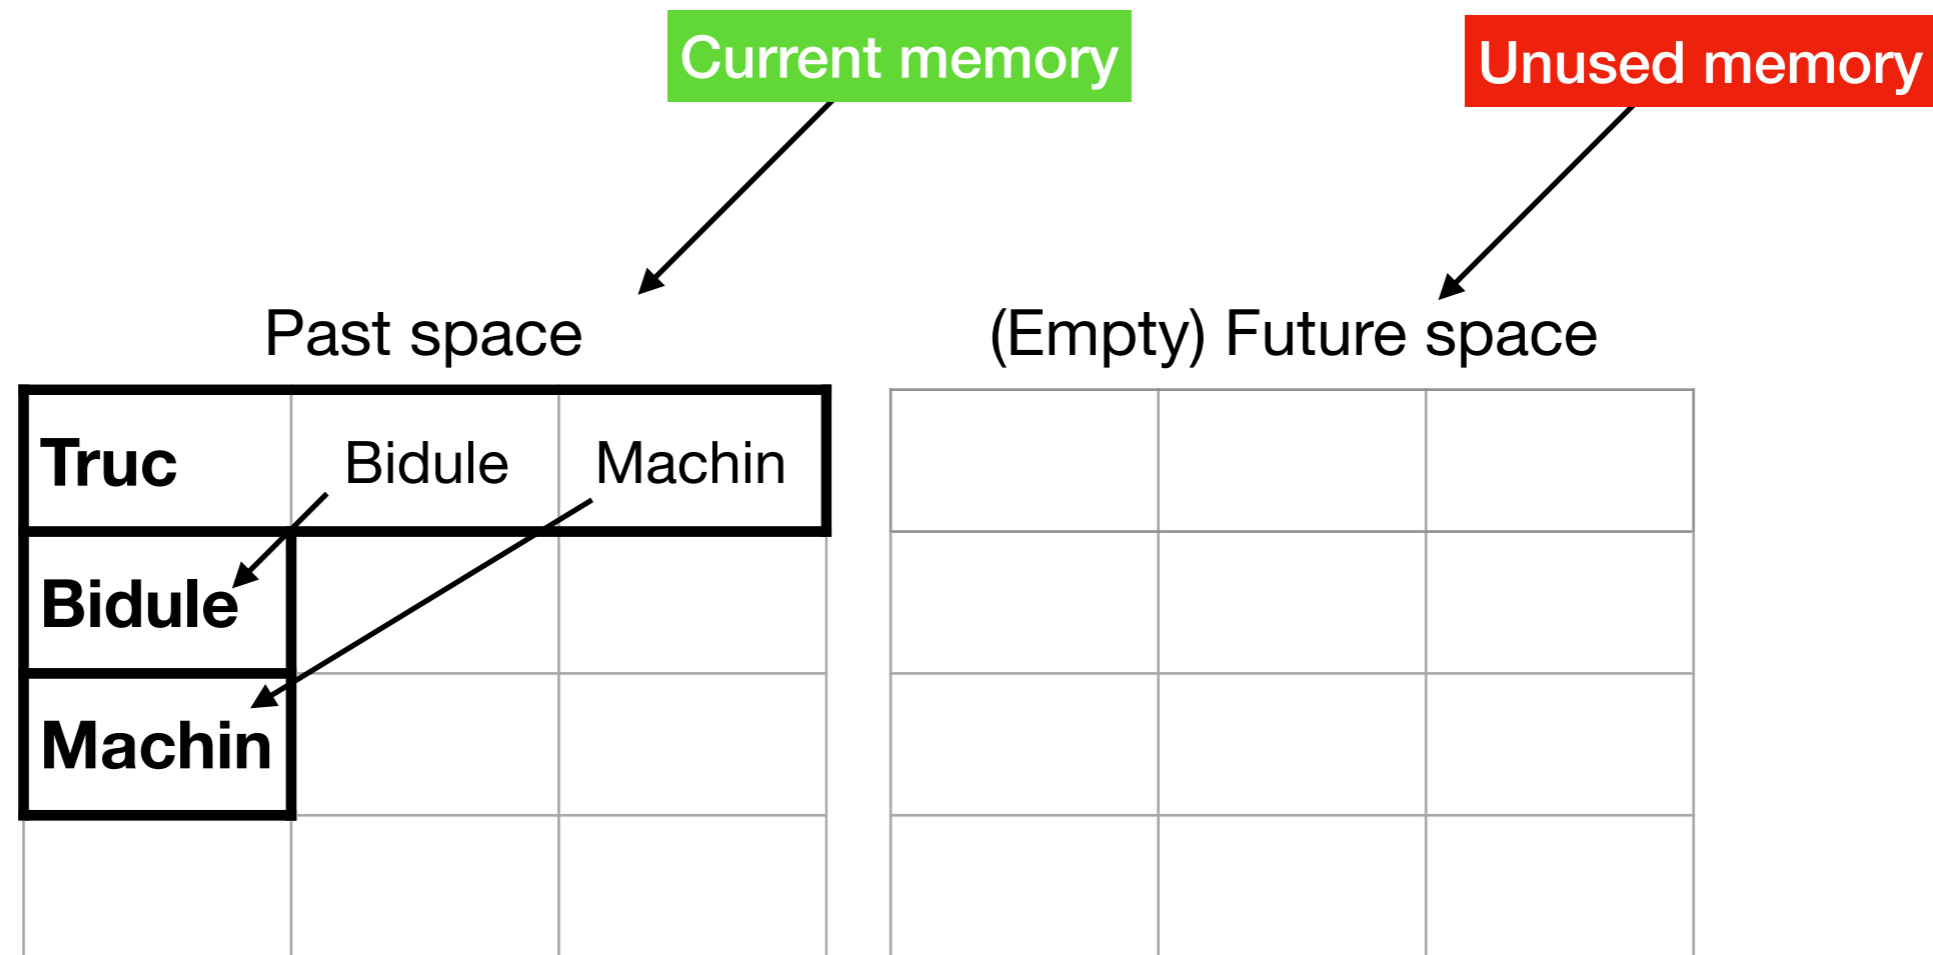 Current memory
Unused memory
Past space
(Empty) Future space
Truc
Bidule
Machin
Bidule
Machin